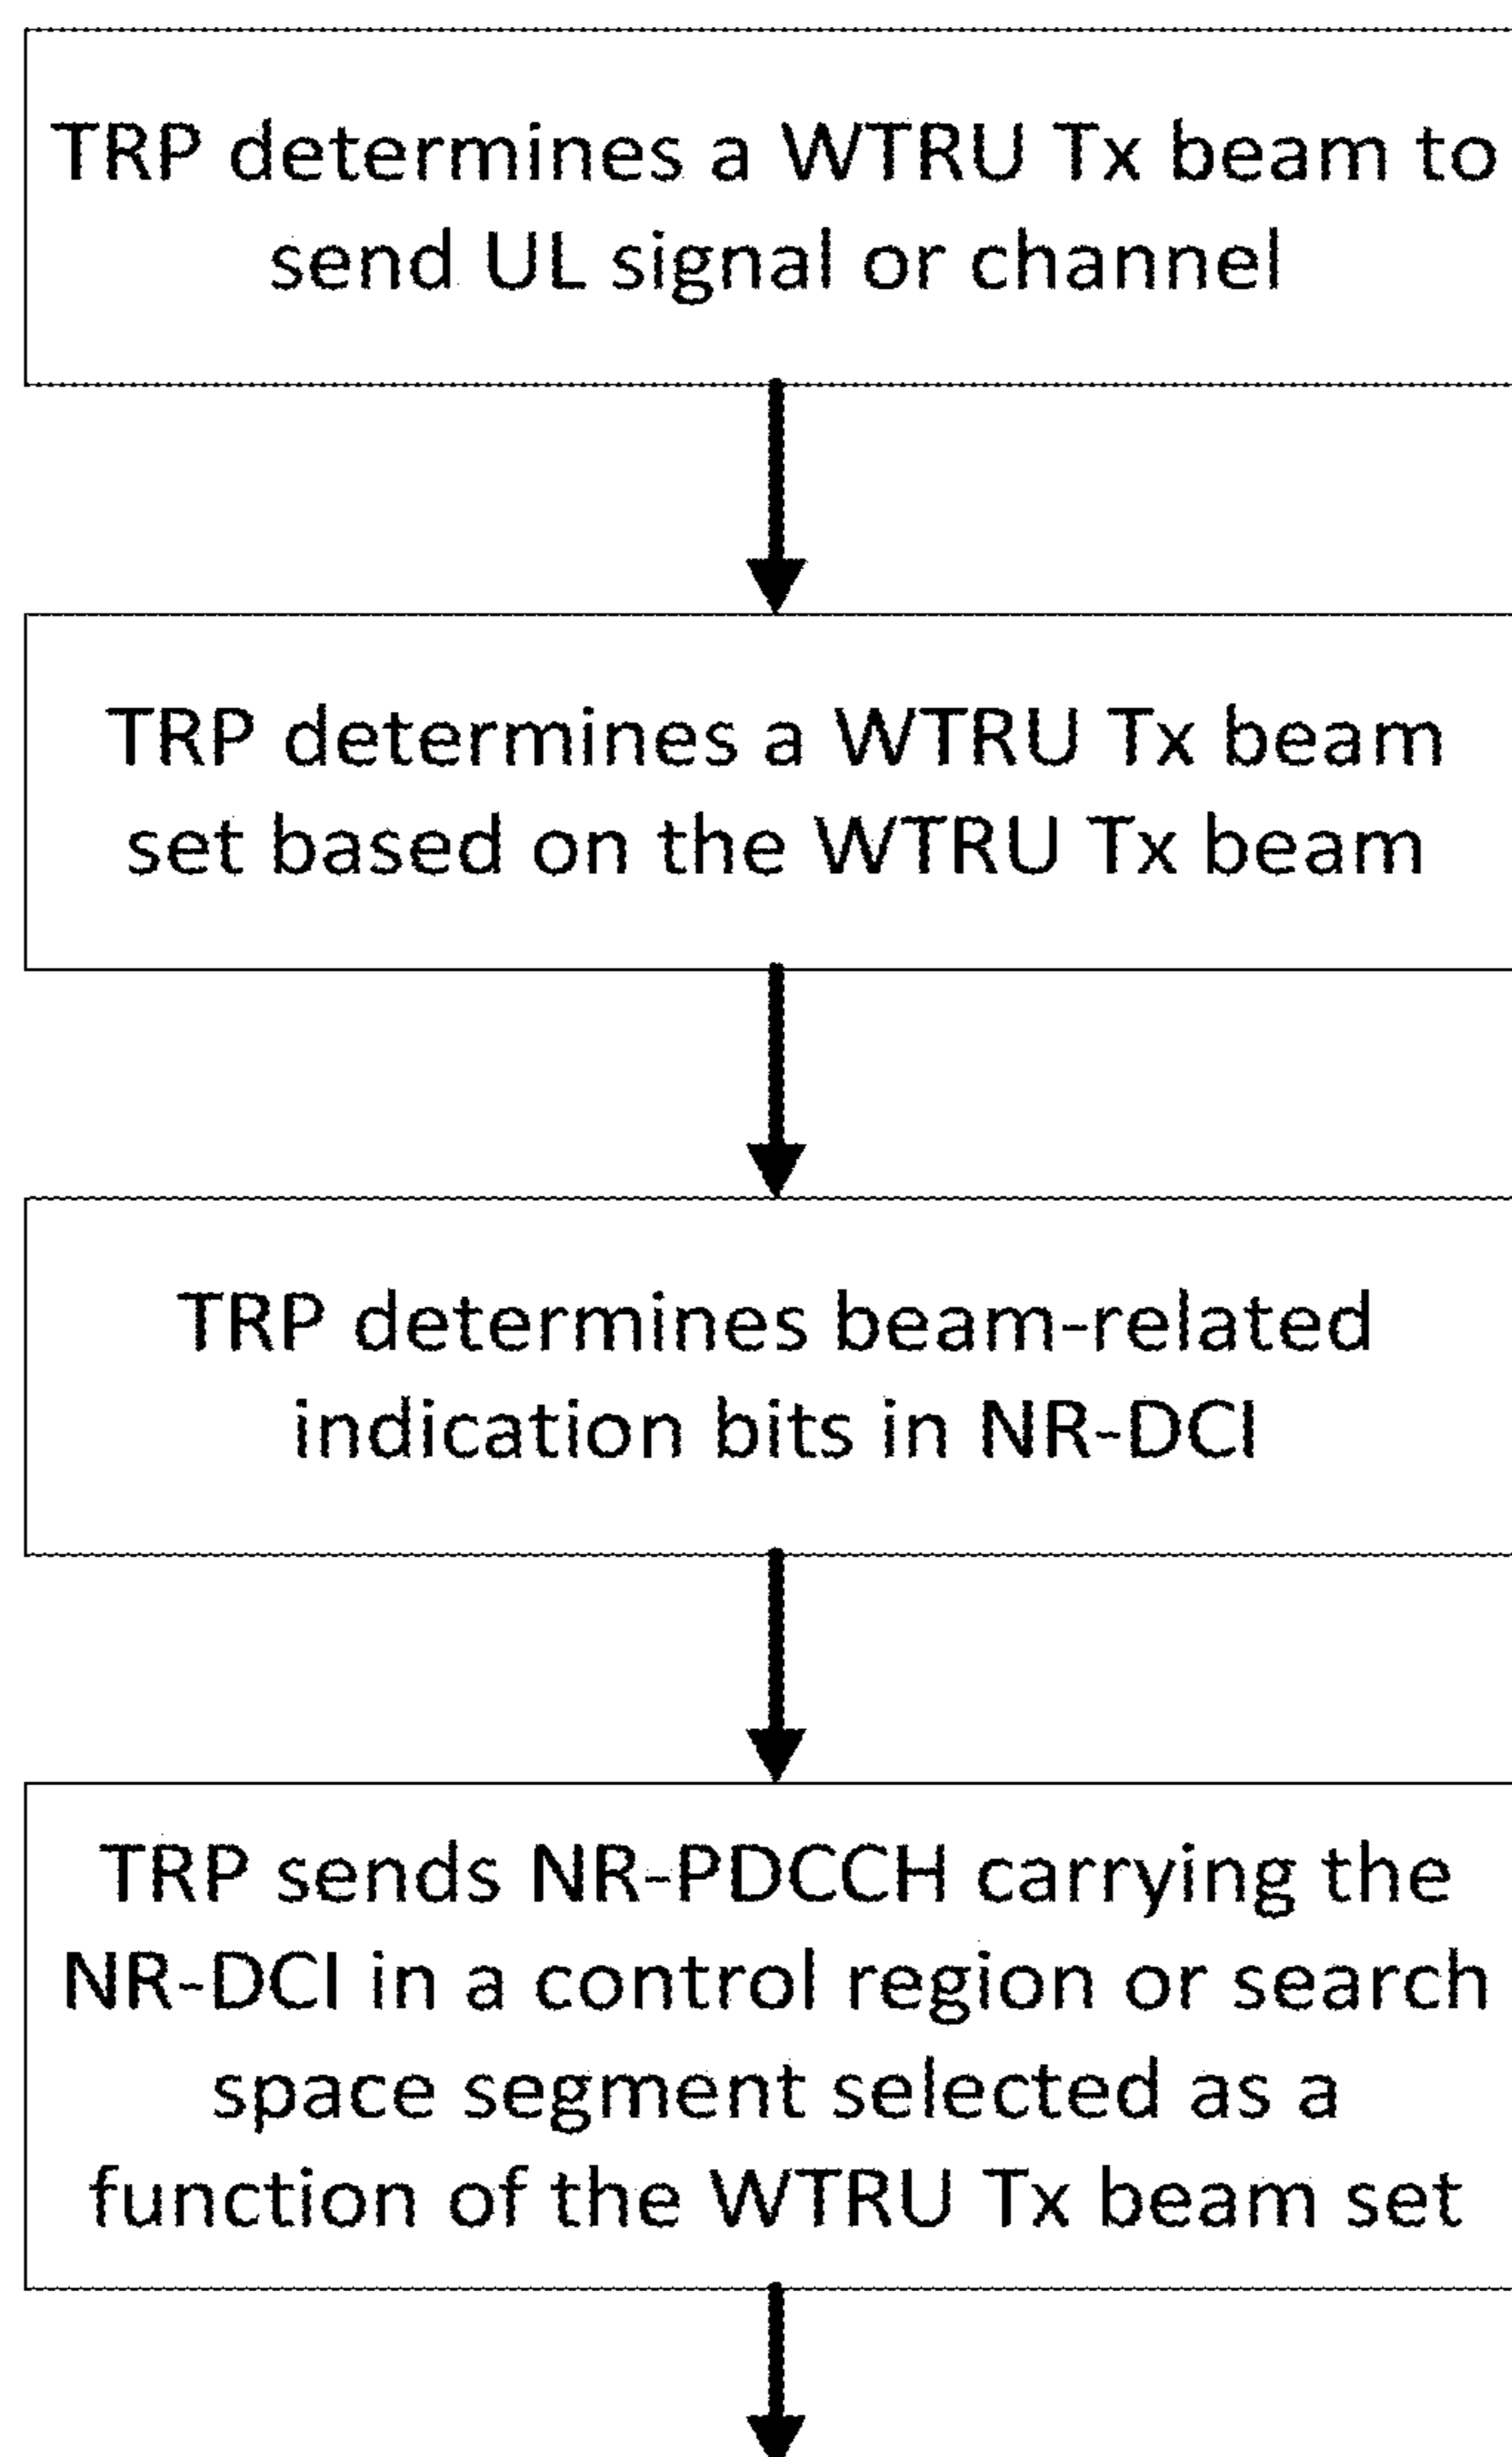 TRP determines a WTRU Tx beam to
send UL signal or channel
TRP determines a WTRU Tx beam
set based on the WTRU Tx beam
TRP determines beam-related
indication bits in NR-DCI
TRP sends NR-PDCCH carrying the
NR-DCI in a control region or search
space segment selected as a
function of the WTRU Tx beam set